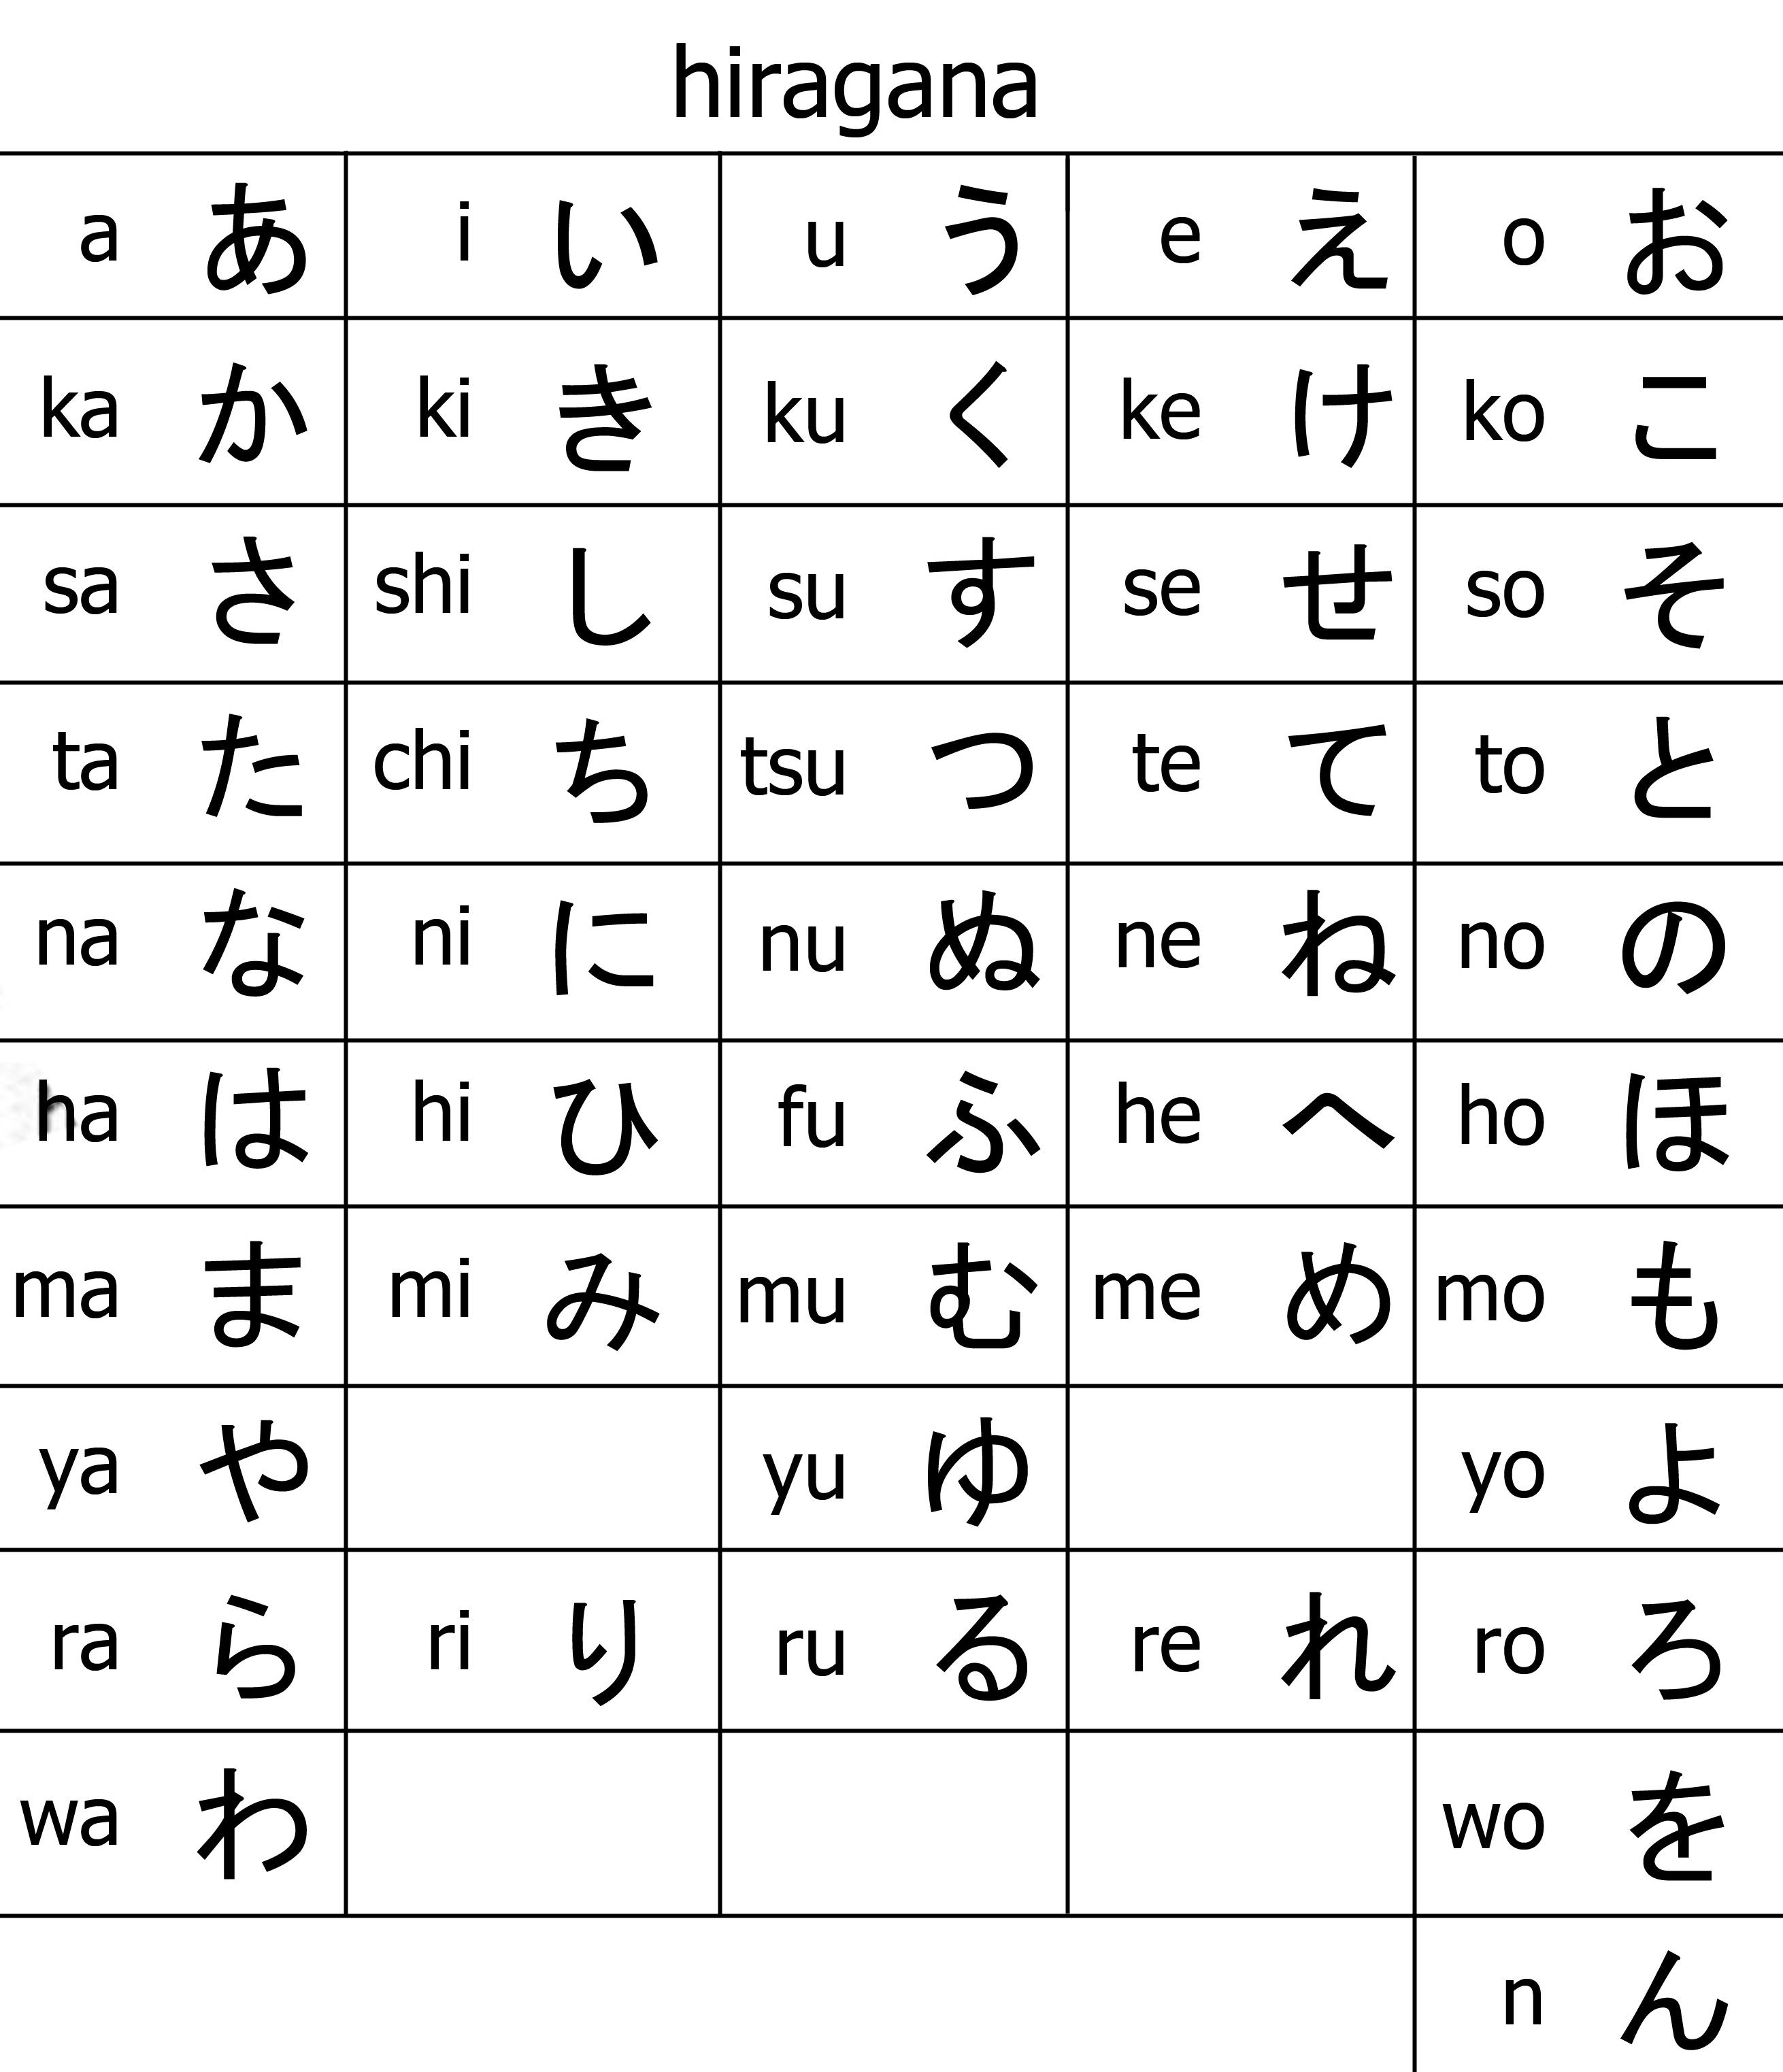 hiragana
a あ i い u う e え o お
ka か ki き ku く ke け ko こ
sa さ shi し su す se せ so そ
ta た chi ち tsu つ te て to と
na な ni に nu ぬ ne ね no の
ha は hi ひ fu ふ he へ ho ほ
ma ま mi み mu む me め mo も
ya や yu ゆ yo よ
ra ら ri り ru る re れ ro ろ
wa わ wo を
n ん